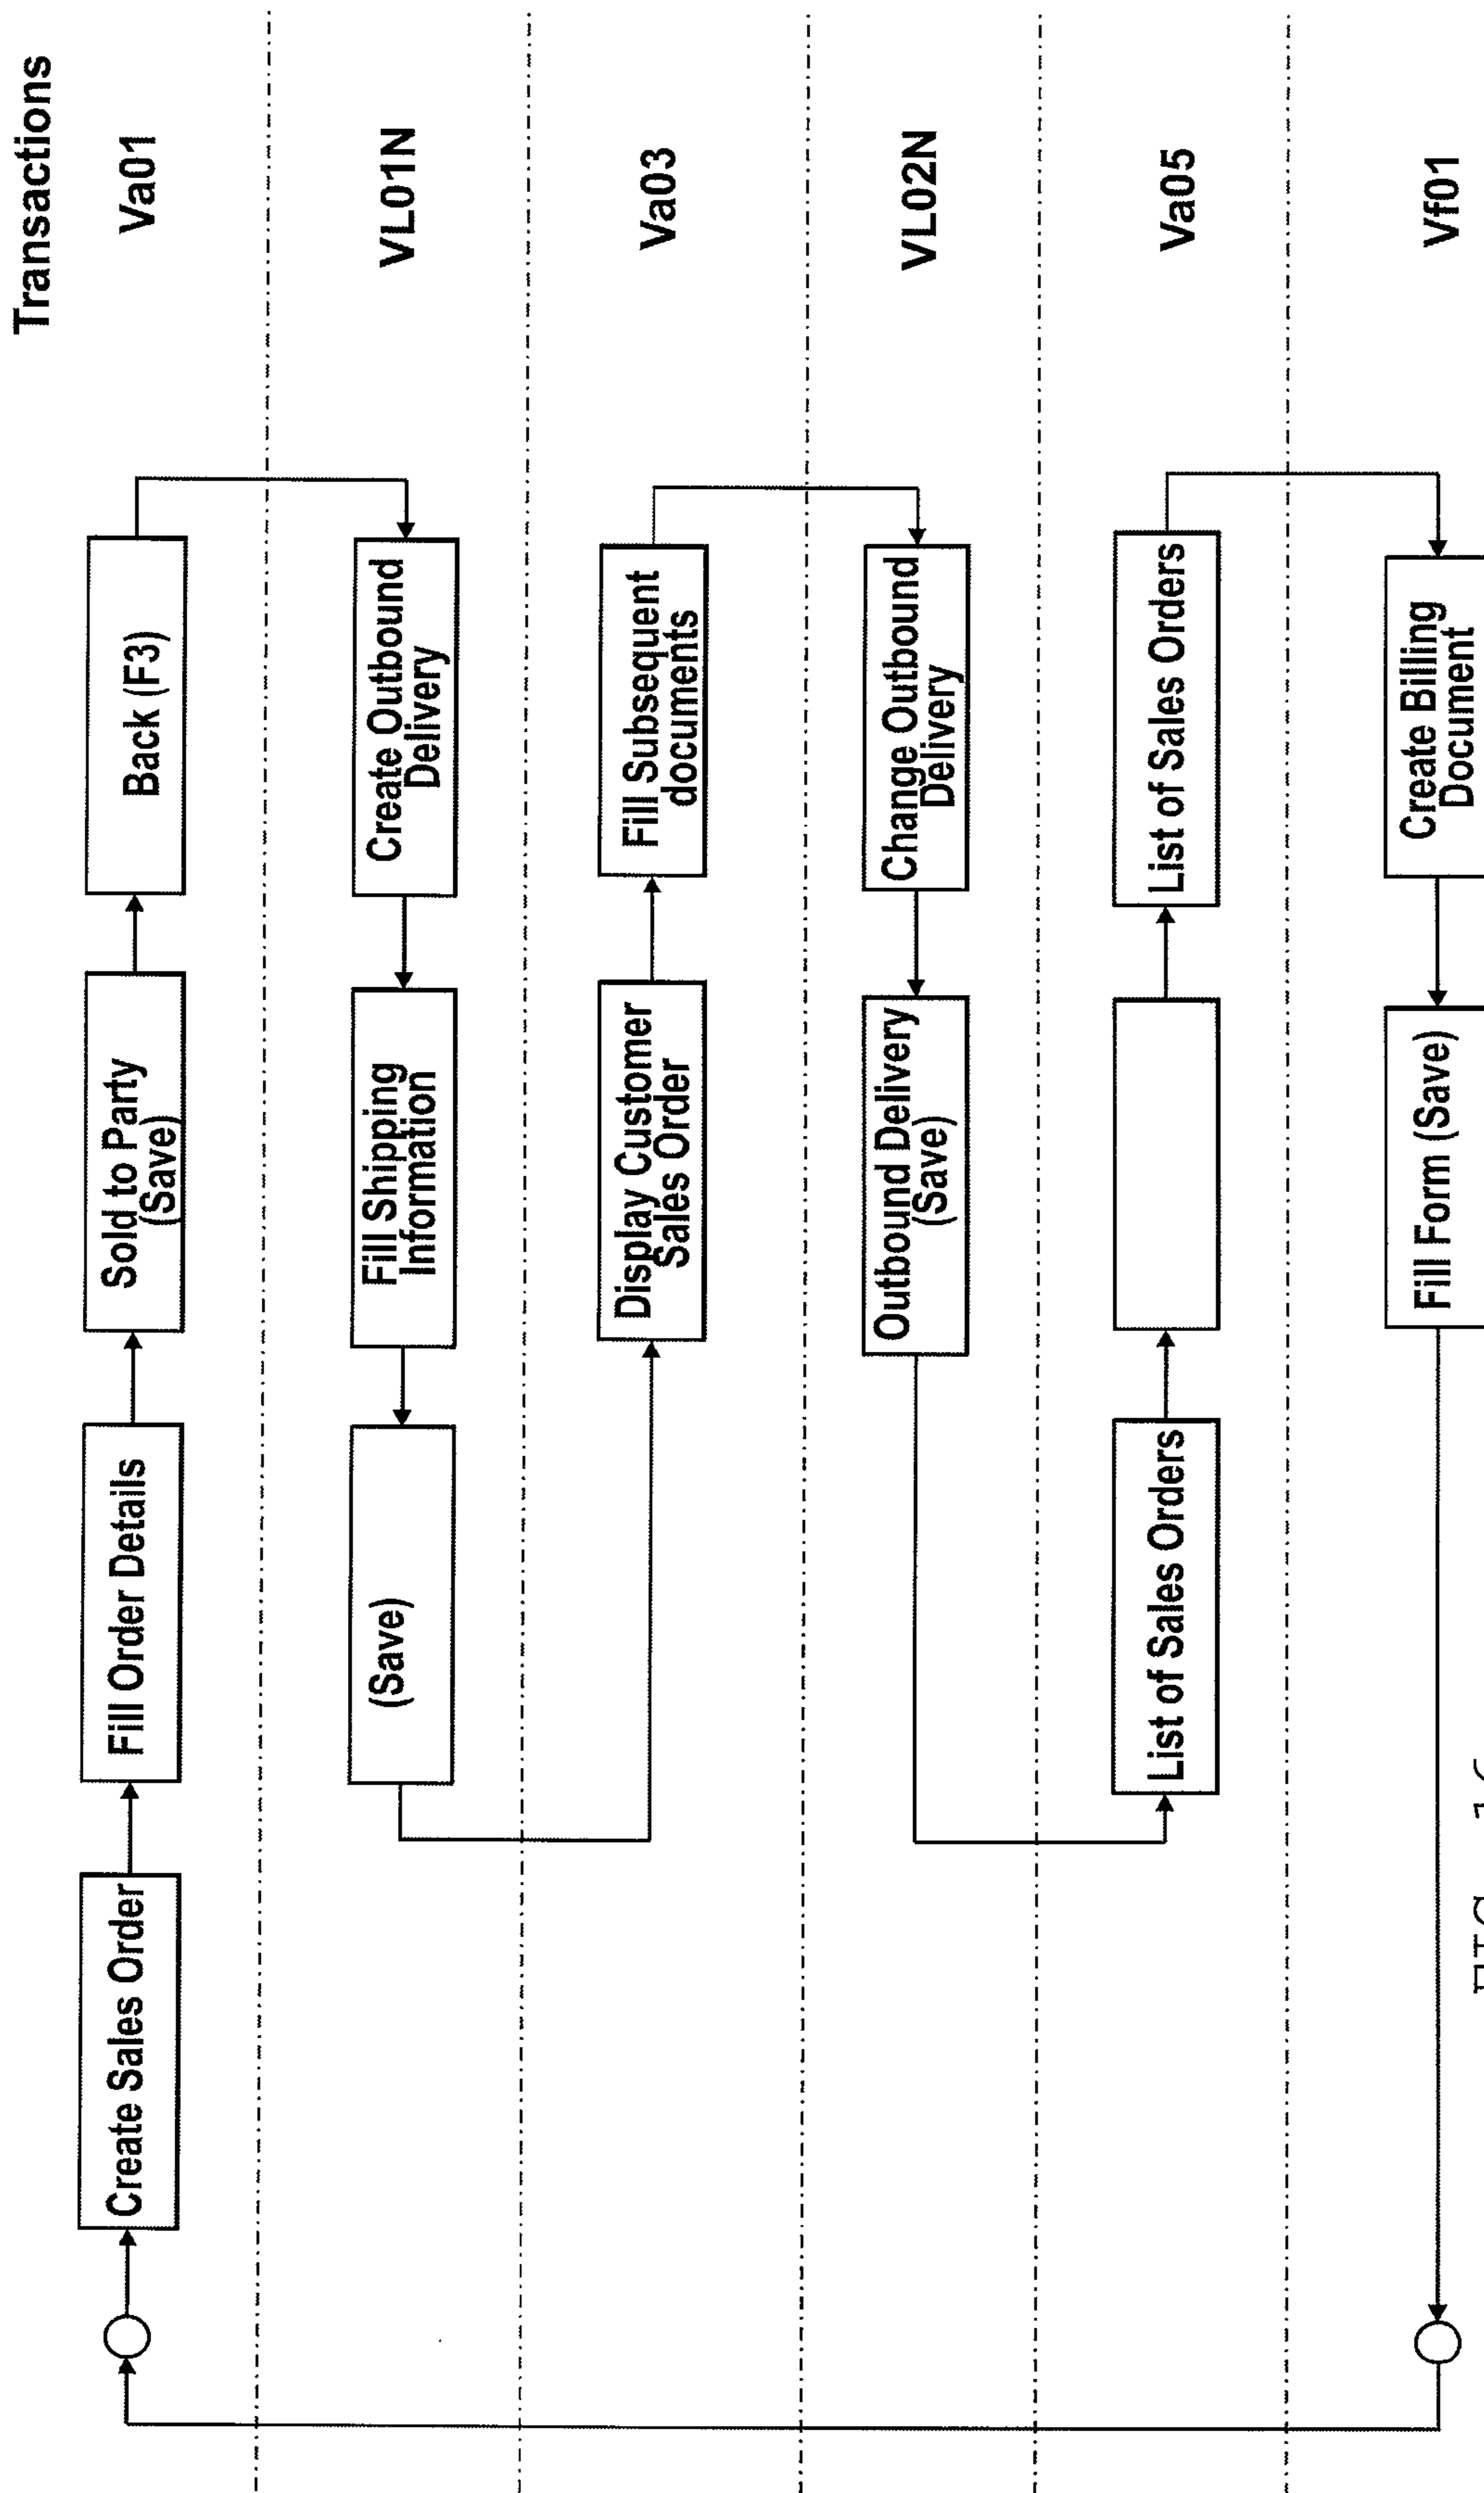 Transactions
Create Sales Order
Fill Order Details
Sold to Party
(Save)
Back (F3)
Va01
(Save)
Fill Shipping
Information
Create Outbound
Delivery
VL01N
Display Customer
Sales Order
Fill Subsequent
documents
Va03
Outbound Delivery
(Save)
Change Outbound
Delivery
VL02N
List of Sales Orders
List of Sales Orders
Va05
Fill Form (Save)
Create Billing
Document
Vf01